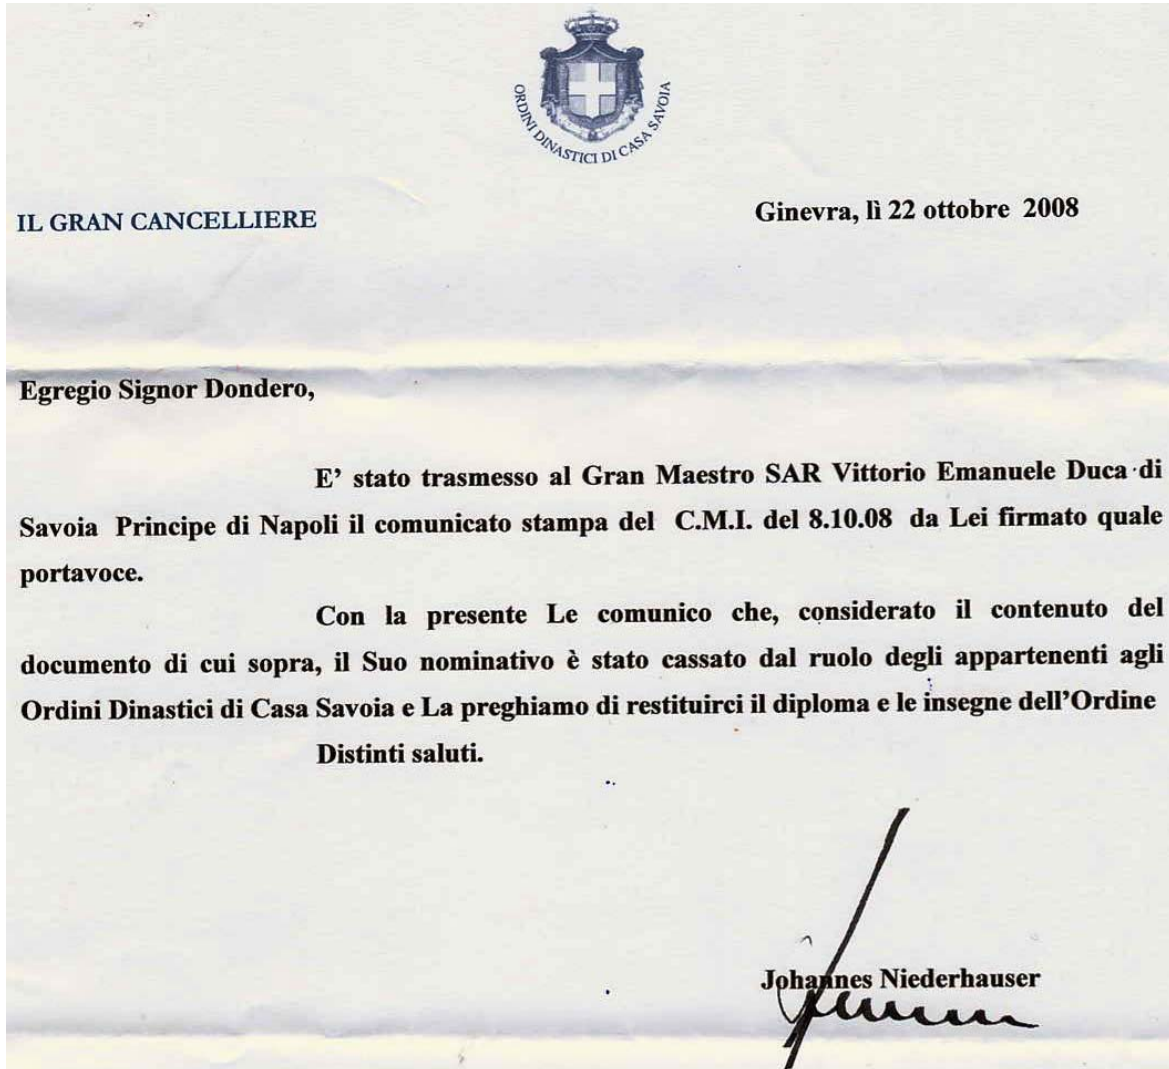 ORDINI DINASTICI DI CASA SAVOIA
IL GRAN CANCELLIERE
Ginevra, lì 22 ottobre 2008
Egregio Signor Dondero,
E' stato trasmesso al Gran Maestro SAR Vittorio Emanuele Duca di
Savoia Principe di Napoli il comunicato stampa del C.M.I. del 8.10.08 da Lei firmato quale
portavoce.
Con la presente Le comunico che, considerato il contenuto del
documento di cui sopra, il Suo nominativo è stato cassato dal ruolo degli appartenenti agli
Ordini Dinastici di Casa Savoia e La preghiamo di restituirci il diploma e le insegne dell'Ordine
Distinti saluti.
Johannes Niederhauser